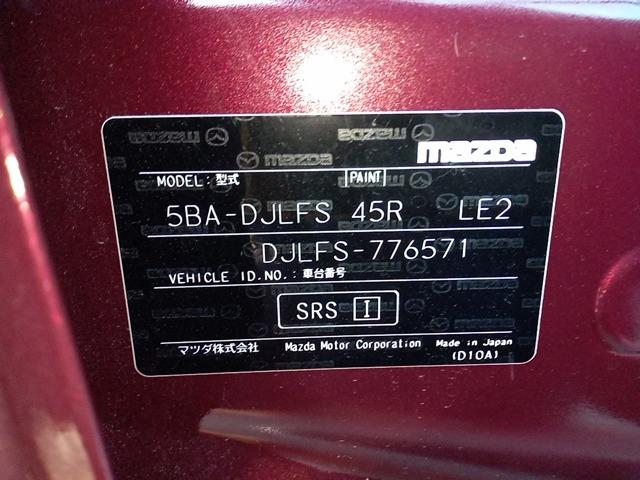 mazda
MODEL:型式 PAINT
5BA-DJLFS 45R LE2
DJLFS-776571
VEHICLE ID.NO.:車台番号
SRS I
マツダ株式会社 Mazda Motor Corporation Made in Japan
(D10A)